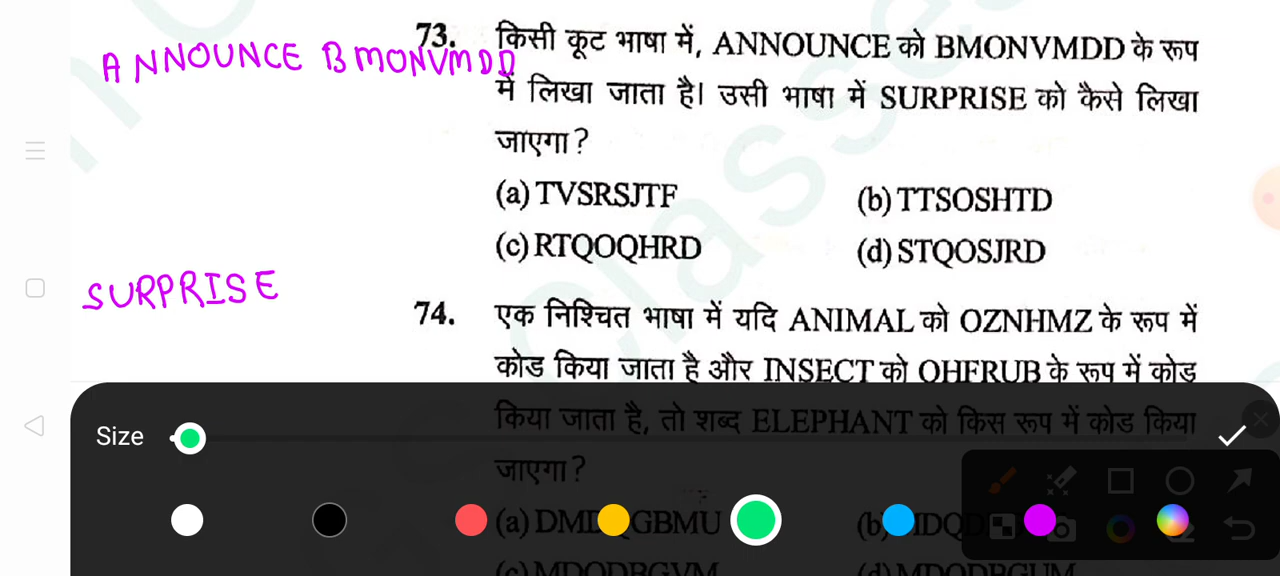 73. किसी कूट भाषा में, ANNOUNCE को BMONVMDD के रूप
ANNOUNCE BMONVMDD
में लिखा जाता है। उसी भाषा में SURPRISE को कैसे लिखा
जाएगा?
(a) TVSRSJTF (b) TTSOSHTD
(c) RTQOQHRD (d) STQOSJRD
SURPRISE
74. एक निश्चित भाषा में यदि ANIMAL को OZNHMZ के रूप में
कोड किया जाता है और INSECT को OHFRUB के रूप में कोड
किया जाता है, तो शब्द ELEPHANT को किस रूप में कोड किया
Size
जाएगा?
(a) (b)
(c) (d)
Classes